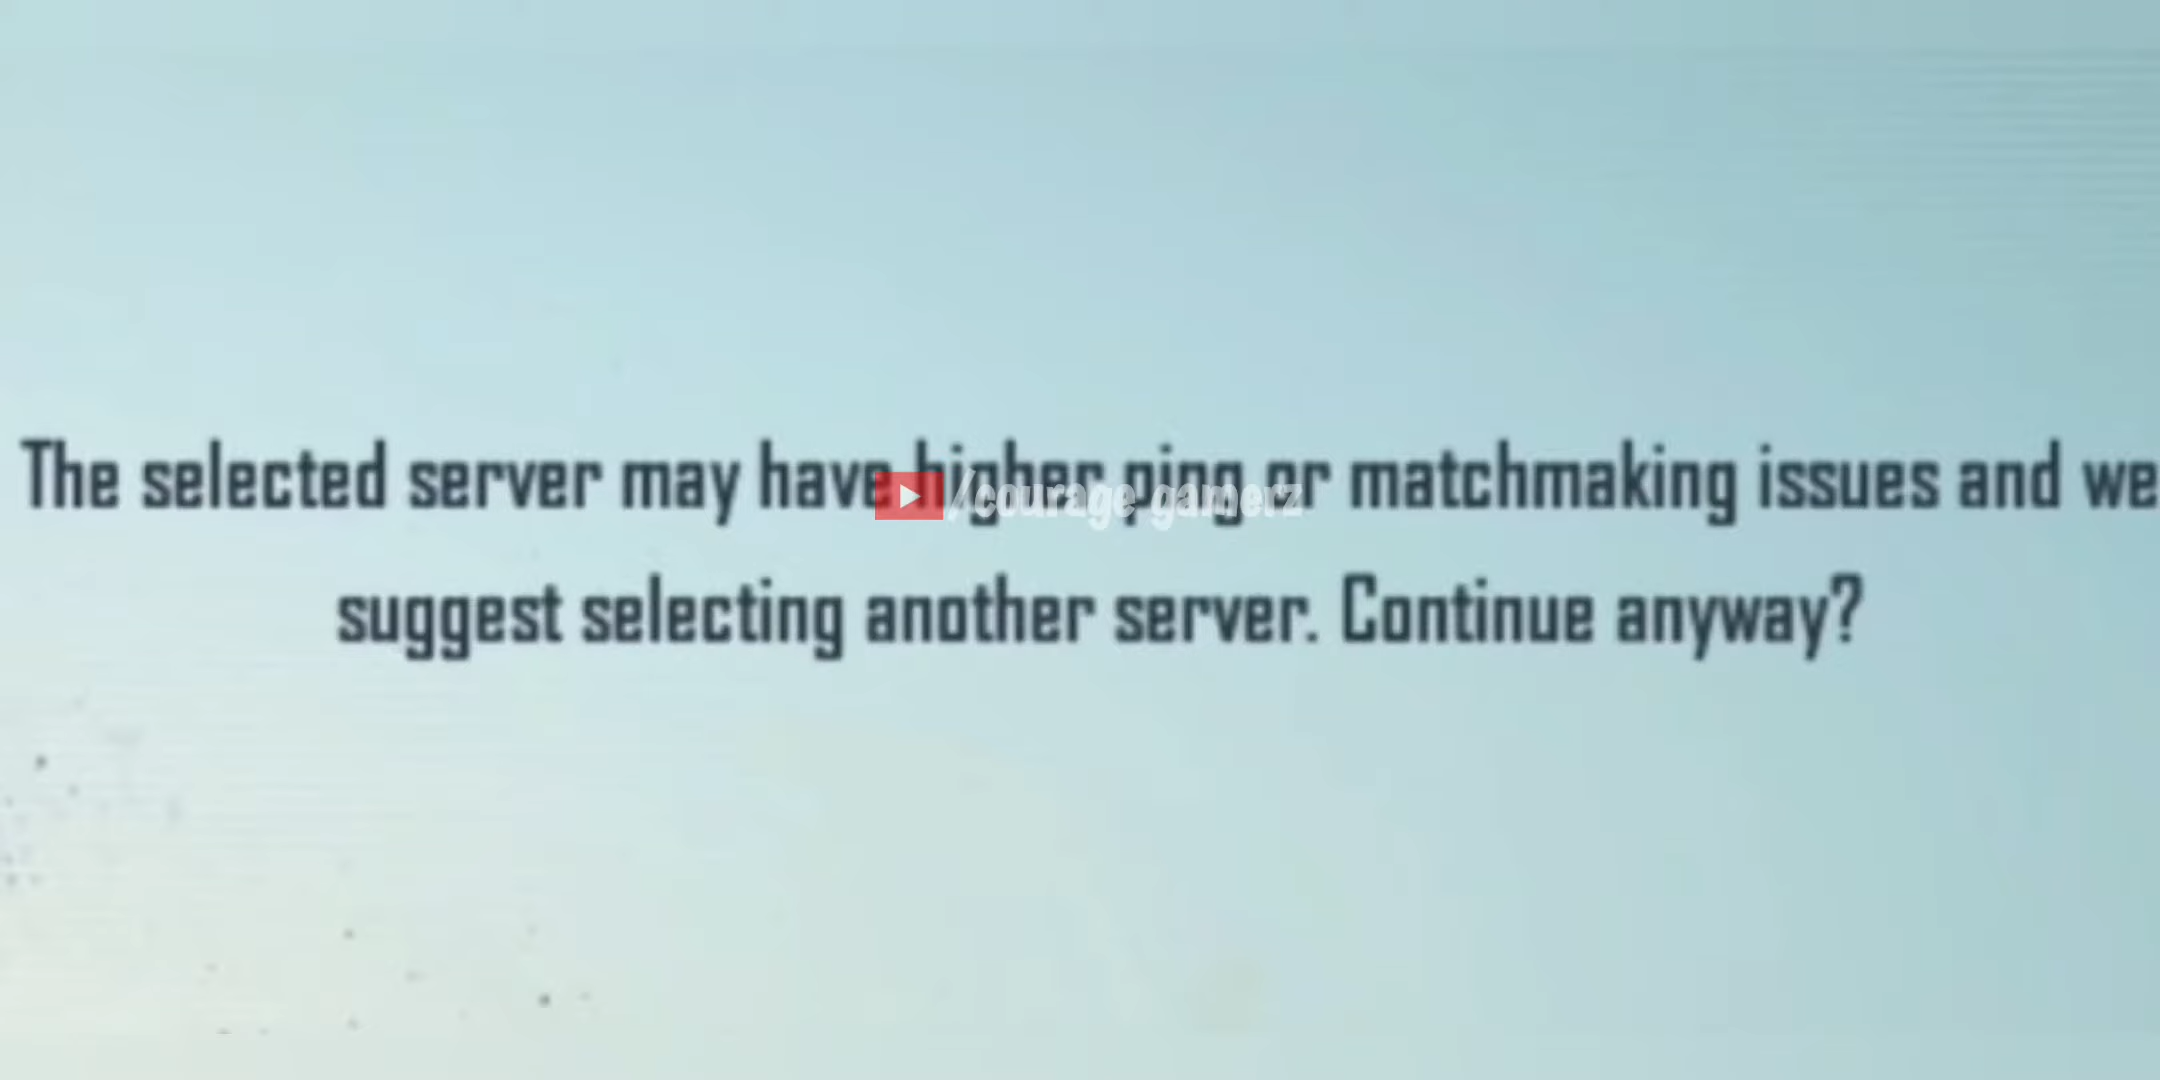 The selected server may have higher ping or matchmaking issues and we
/courage gamerz
suggest selecting another server. Continue anyway?